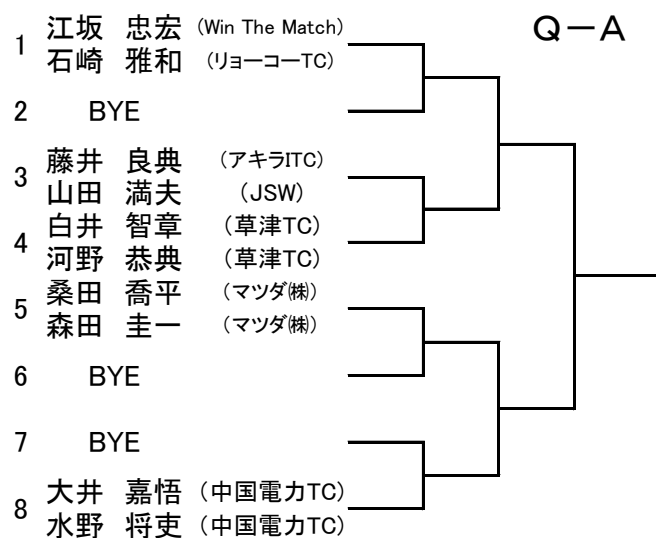 Q－A
1 江坂 忠宏 (Win The Match)
石崎 雅和 (リョーコーTC)
2 BYE
3 藤井 良典 (アキラITC)
山田 満夫 (JSW)
4 白井 智章 (草津TC)
河野 恭典 (草津TC)
5 桑田 喬平 (マツダ㈱)
森田 圭一 (マツダ㈱)
6 BYE
7 BYE
8 大井 嘉悟 (中国電力TC)
水野 将吏 (中国電力TC)